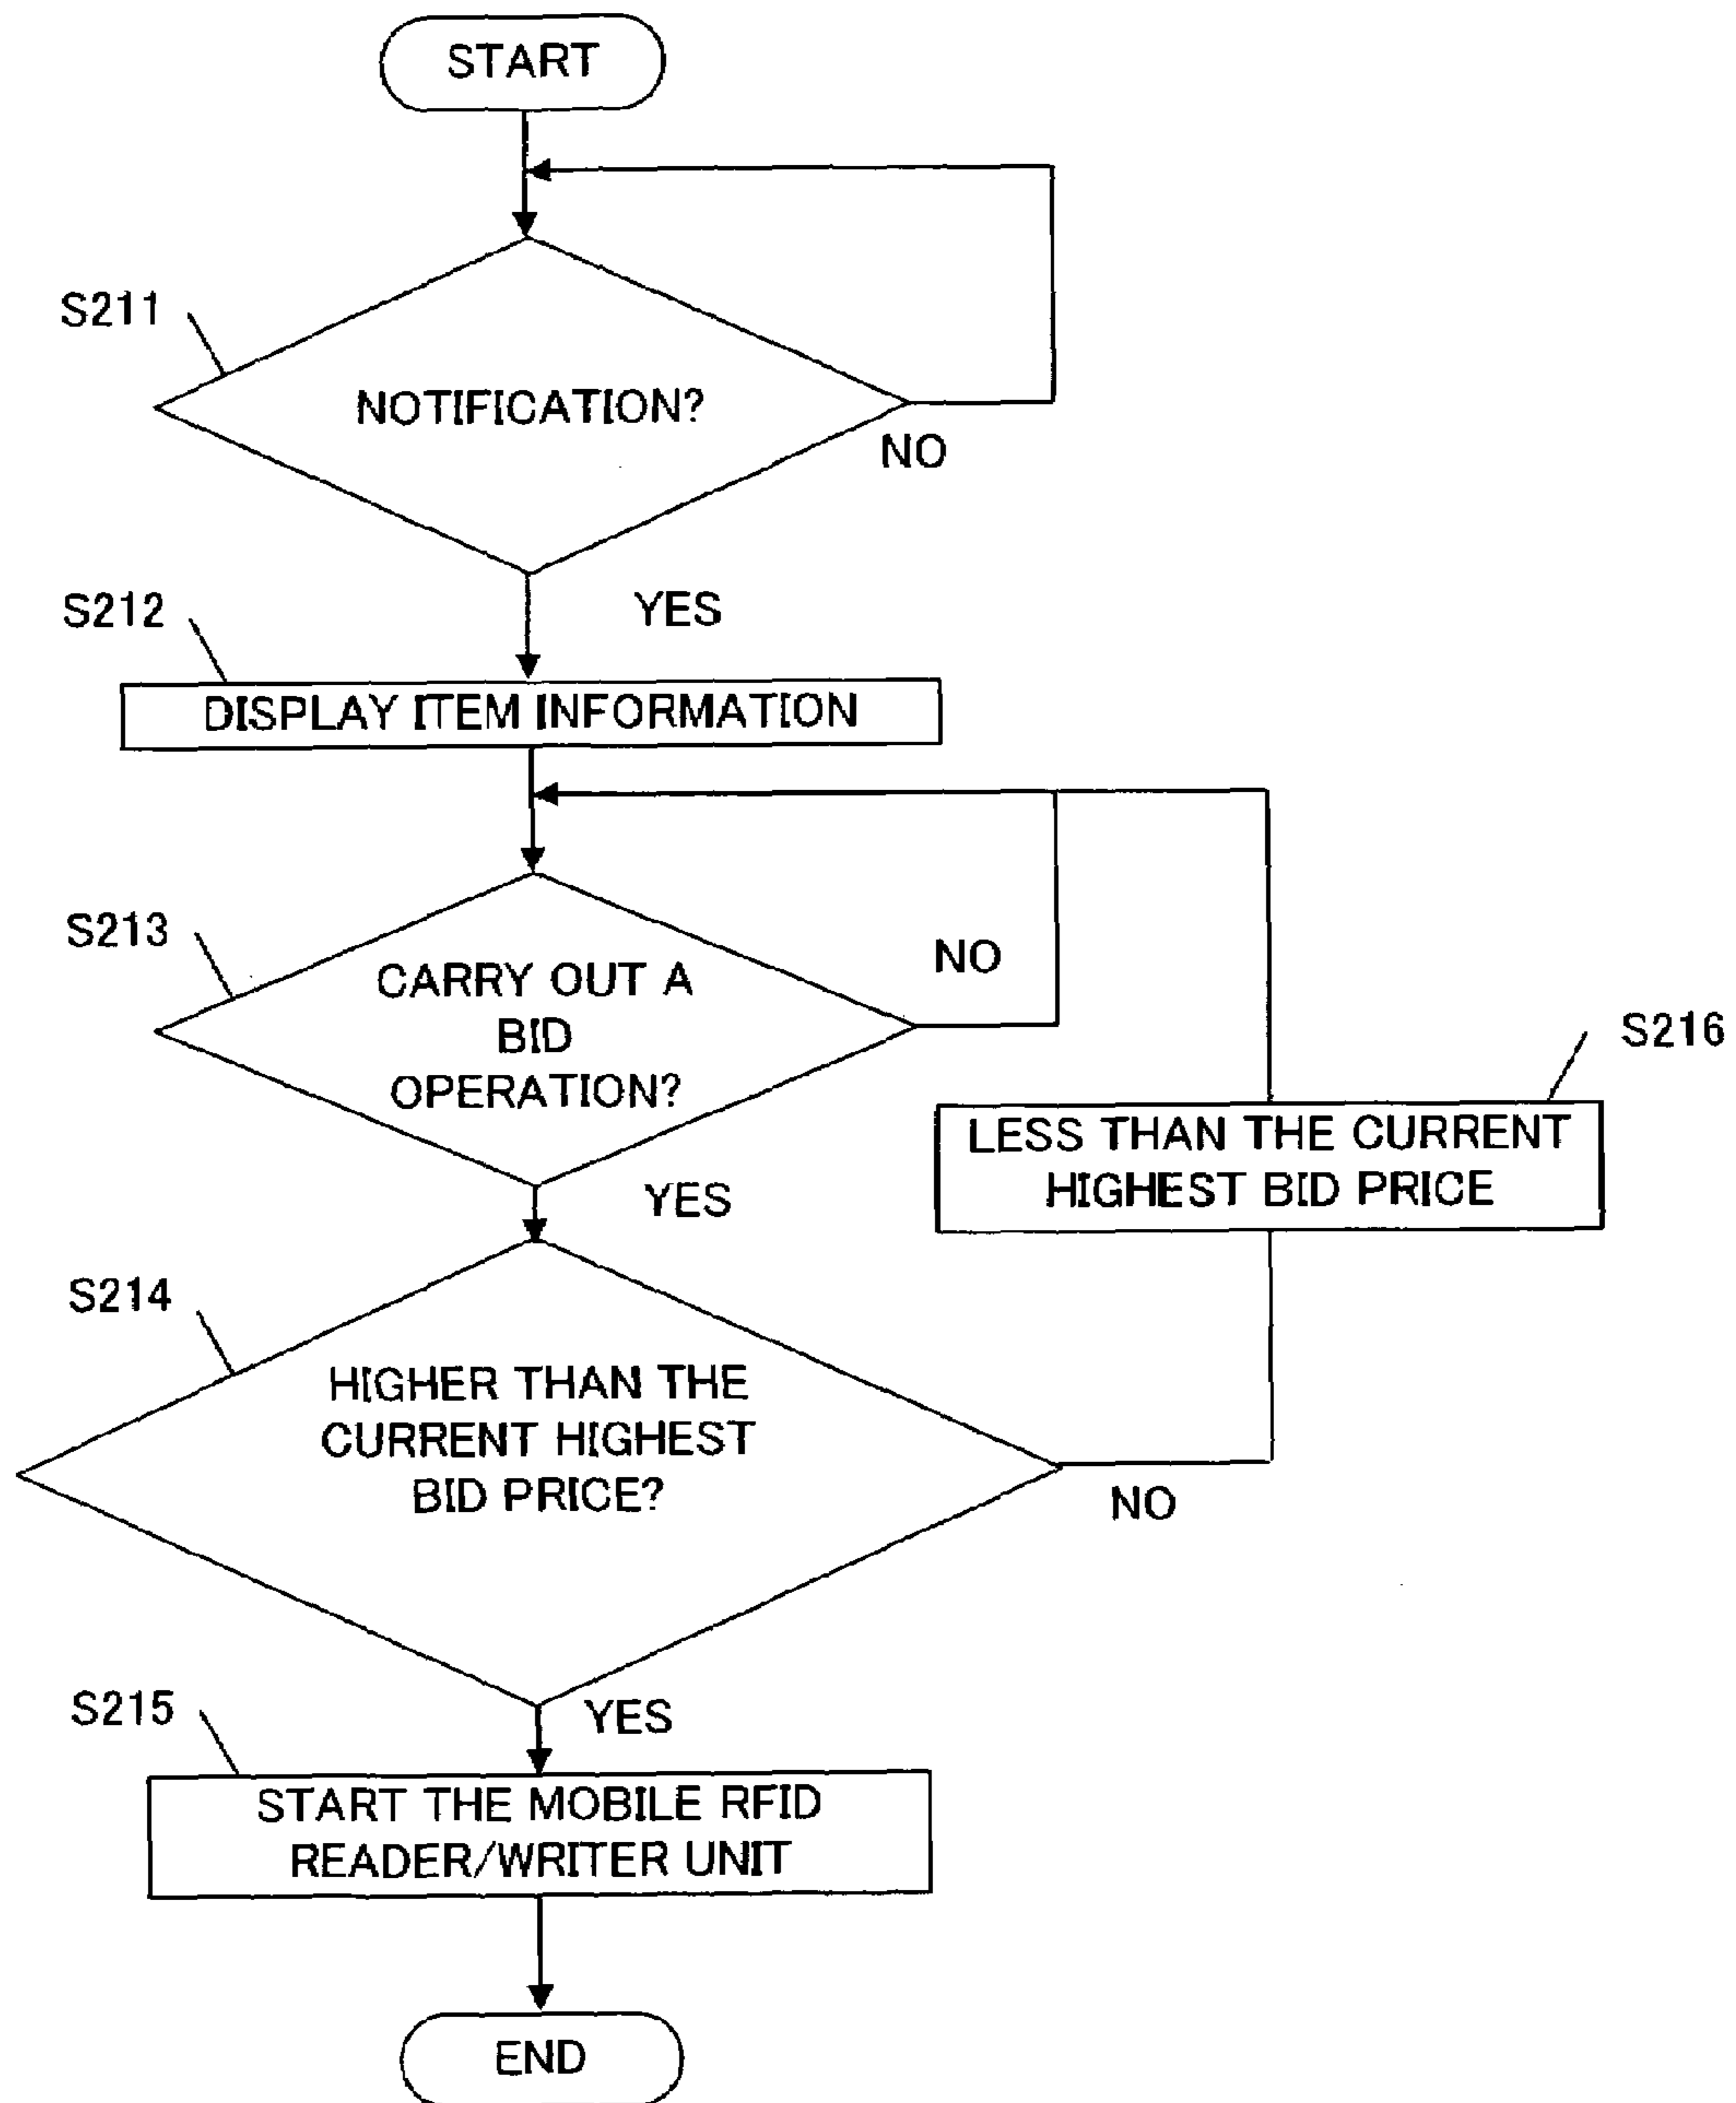 START
S211
NOTIFICATION?
NO
S212
YES
DISPLAY ITEM INFORMATION
S213
NO
CARRY OUT A
BID
OPERATION?
S216
LESS THAN THE CURRENT
HIGHEST BID PRICE
YES
S214
HIGHER THAN THE
CURRENT HIGHEST
BID PRICE?
NO
S215
YES
START THE MOBILE RFID
READER/WRITER UNIT
END